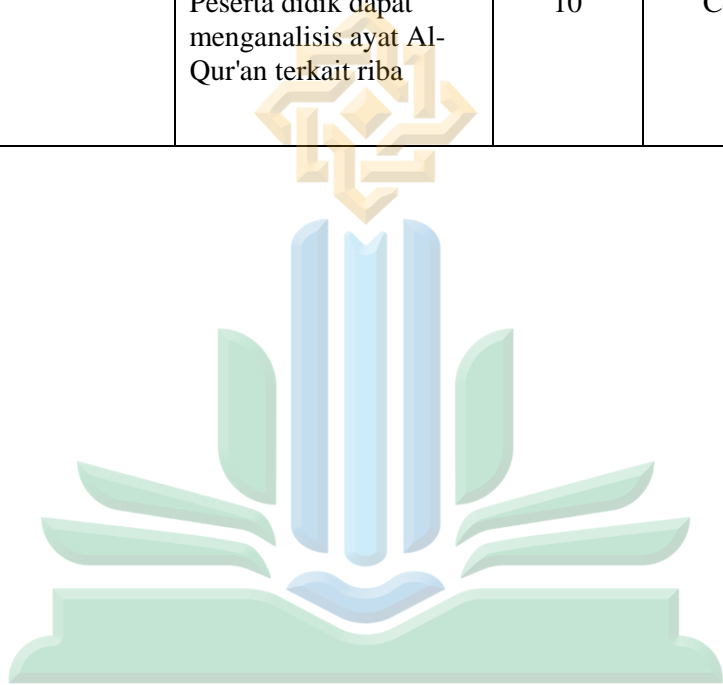 Peserta didik dapat 10 C
menganalisis ayat Al-
Qur'an terkait riba